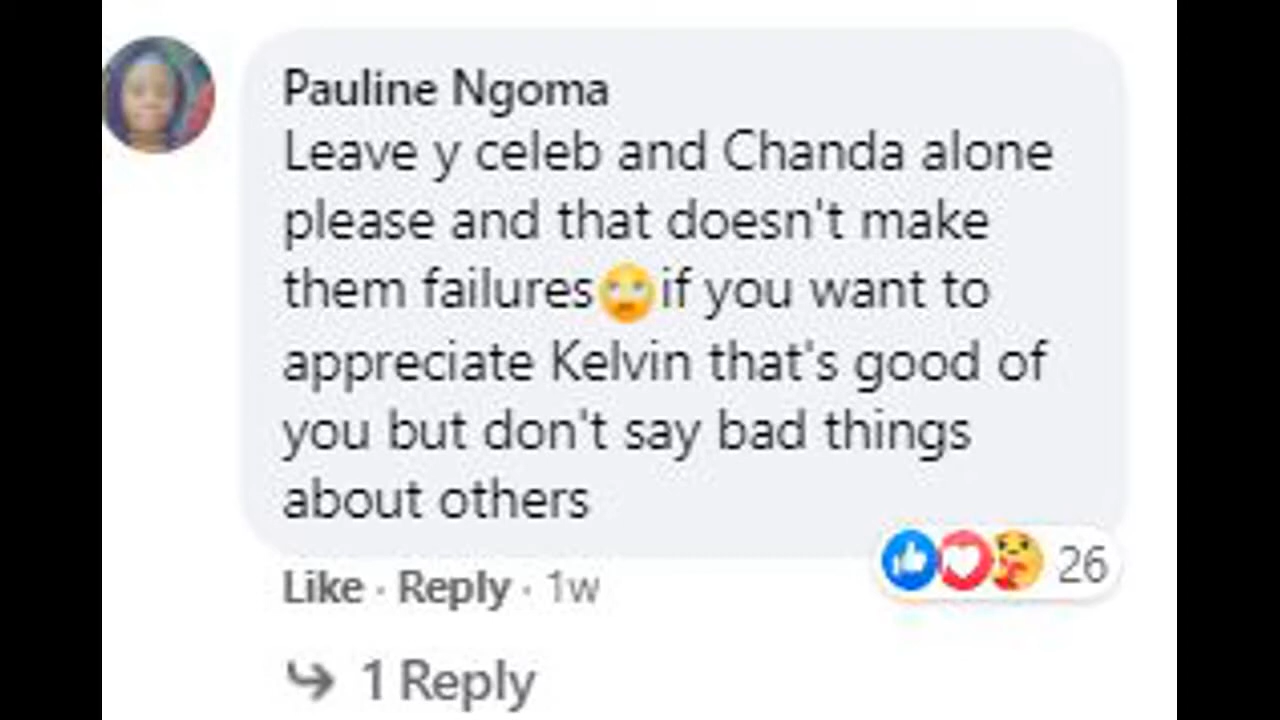 Pauline Ngoma
Leave y celeb and Chanda alone
please and that doesn't make
them failures🙄if you want to
appreciate Kelvin that's good of
you but don't say bad things
about others
26
Like · Reply · 1w
1 Reply